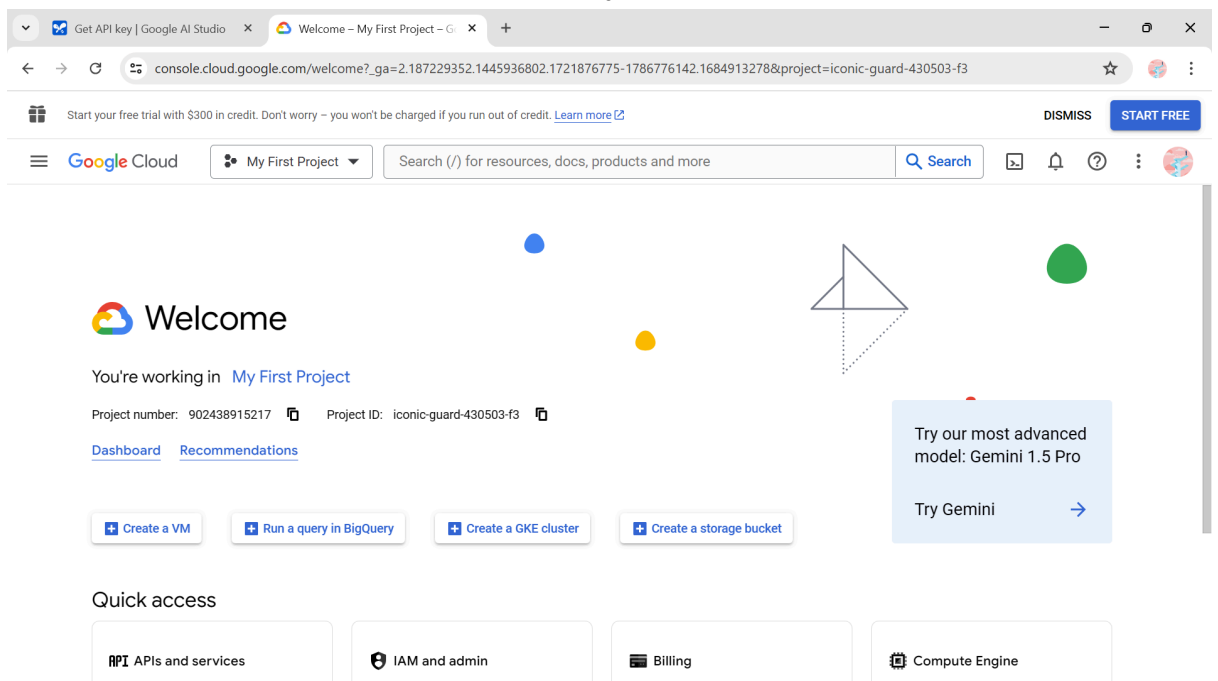 Get API key | Google AI Studio
Welcome – My First Project – Go
console.cloud.google.com/welcome?_ga=2.187229352.1445936802.1721876775-1786776142.1684913278&project=iconic-guard-430503-f3
Start your free trial with $300 in credit. Don't worry – you won't be charged if you run out of credit. Learn more
DISMISS
START FREE
Google Cloud
My First Project
Search (/) for resources, docs, products and more
Search
Welcome
You're working in My First Project
Project number: 902438915217 Project ID: iconic-guard-430503-f3
Dashboard Recommendations
Try our most advanced
model: Gemini 1.5 Pro
Try Gemini
Create a VM
Run a query in BigQuery
Create a GKE cluster
Create a storage bucket
Quick access
API APIs and services
IAM and admin
Billing
Compute Engine